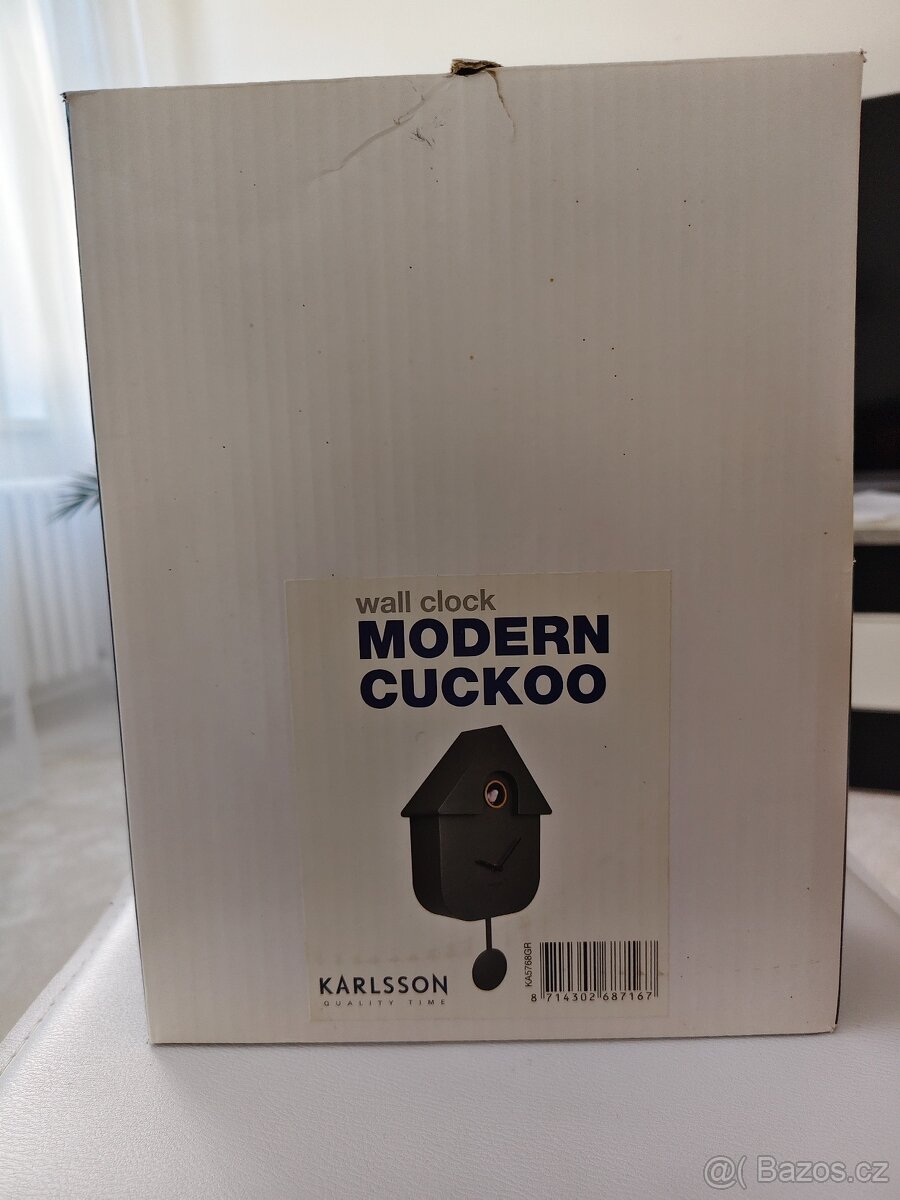 wall clock
MODERN
CUCKOO
KARLSSON
QUALITY TIME
KA5768GR
8 714302 687167
@( Bazos.cz